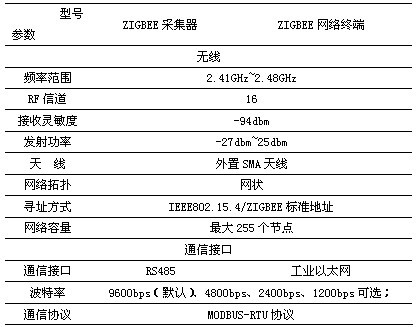 型号
参数 ZIGBEE 采集器 ZIGBEE 网络终端
无线
频率范围 2.41GHz~2.48GHz
RF 信道 16
接收灵敏度 -94dbm
发射功率 -27dbm~25dbm
天 线 外置 SMA 天线
网络拓扑 网状
寻址方式 IEEE802.15.4/ZIGBEE 标准地址
网络容量 最大 255 个节点
通信接口
通信接口 RS485 工业以太网
波特率 9600bps（默认）、4800bps、2400bps、1200bps 可选；
通信协议 MODBUS-RTU 协议